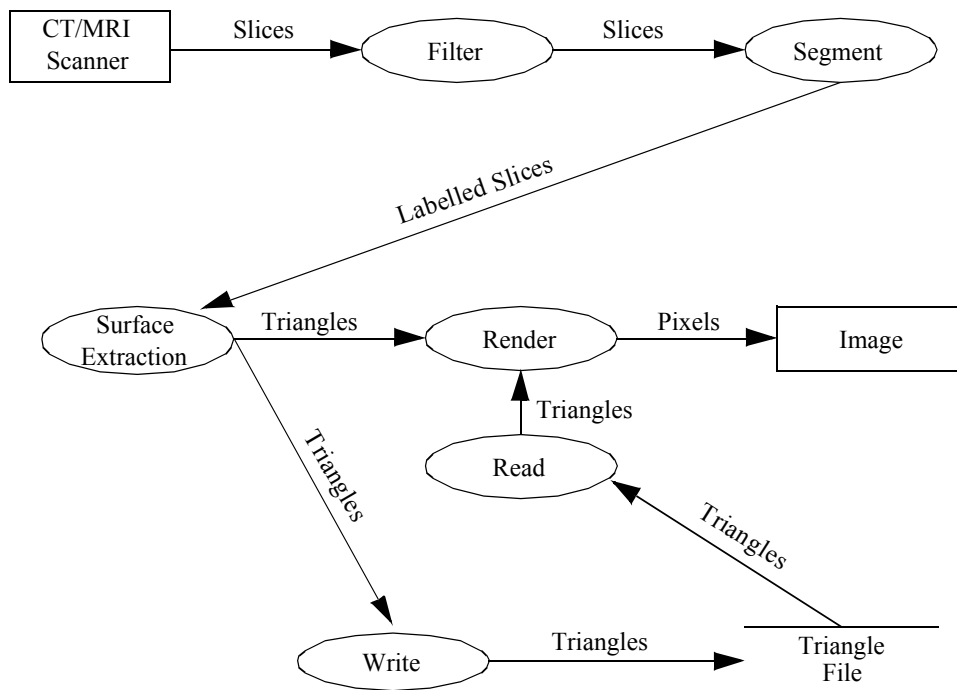 CT/MRI
Scanner
Slices
Filter
Slices
Segment
Labelled Slices
Surface
Extraction
Triangles
Render
Pixels
Image
Triangles
Read
Triangles
Triangles
Write
Triangles
Triangle
File